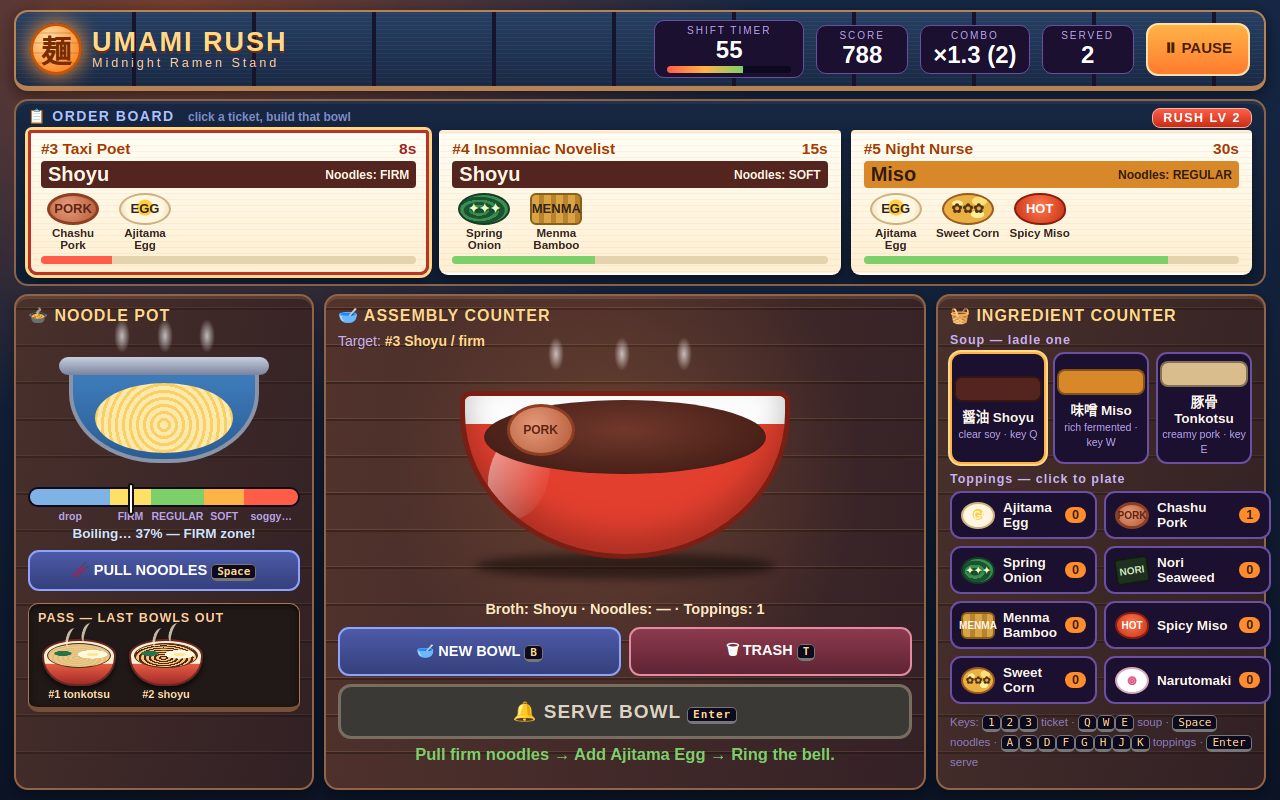 麺
UMAMI RUSH
Midnight Ramen Stand
SHIFT TIMER
55
SCORE
788
COMBO
×1.3 (2)
SERVED
2
⏸ PAUSE
📋 ORDER BOARD click a ticket, build that bowl
RUSH LV 2
#3 Taxi Poet 8s
Shoyu Noodles: FIRM
PORK EGG
Chashu Pork
Ajitama Egg
#4 Insomniac Novelist 15s
Shoyu Noodles: SOFT
MENMA
Spring Onion
Menma Bamboo
#5 Night Nurse 30s
Miso Noodles: REGULAR
EGG HOT
Ajitama Egg
Sweet Corn
Spicy Miso
🍲 NOODLE POT
drop FIRM REGULAR SOFT soggy…
Boiling… 37% — FIRM zone!
🥢 PULL NOODLES Space
PASS — LAST BOWLS OUT
#1 tonkotsu #2 shoyu
🥣 ASSEMBLY COUNTER
Target: #3 Shoyu / firm
PORK
Broth: Shoyu · Noodles: — · Toppings: 1
🥣 NEW BOWL B
🗑 TRASH T
🔔 SERVE BOWL Enter
Pull firm noodles → Add Ajitama Egg → Ring the bell.
🧺 INGREDIENT COUNTER
Soup — ladle one
醤油 Shoyu
clear soy · key Q
味噌 Miso
rich fermented · key W
豚骨 Tonkotsu
creamy pork · key E
Toppings — click to plate
Ajitama Egg 0
PORK Chashu Pork 1
Spring Onion 0
NORI Nori Seaweed 0
MENMA Menma Bamboo 0
HOT Spicy Miso 0
Sweet Corn 0
Narutomaki 0
Keys: 1 2 3 ticket · Q W E soup · Space
noodles · A S D F G H J K toppings · Enter
serve